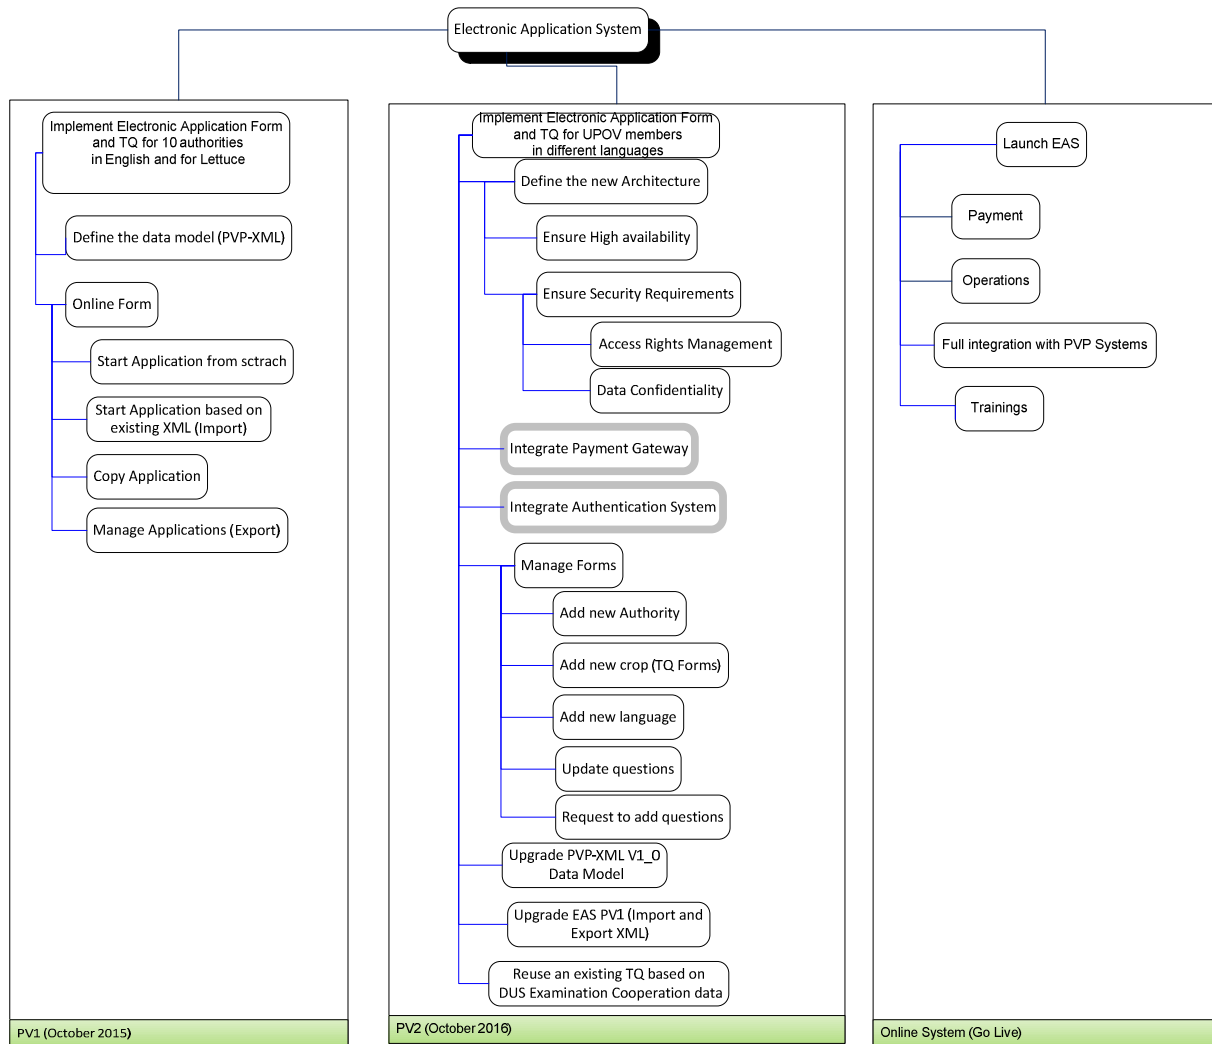 Electronic Application System
Implement Electronic Application Form
and TQ for 10 authorities
in English and for Lettuce
Define the data model (PVP-XML)
Online Form
Start Application from sctrach
Start Application based on
existing XML (Import)
Copy Application
Manage Applications (Export)
PV1 (October 2015)
Implement Electronic Application Form
and TQ for UPOV members
in different languages
Define the new Architecture
Ensure High availability
Ensure Security Requirements
Access Rights Management
Data Confidentiality
Integrate Payment Gateway
Integrate Authentication System
Manage Forms
Add new Authority
Add new crop (TQ Forms)
Add new language
Update questions
Request to add questions
Upgrade PVP-XML V1_0
Data Model
Upgrade EAS PV1 (Import and
Export XML)
Reuse an existing TQ based on
DUS Examination Cooperation data
PV2 (October 2016)
Launch EAS
Payment
Operations
Full integration with PVP Systems
Trainings
Online System (Go Live)